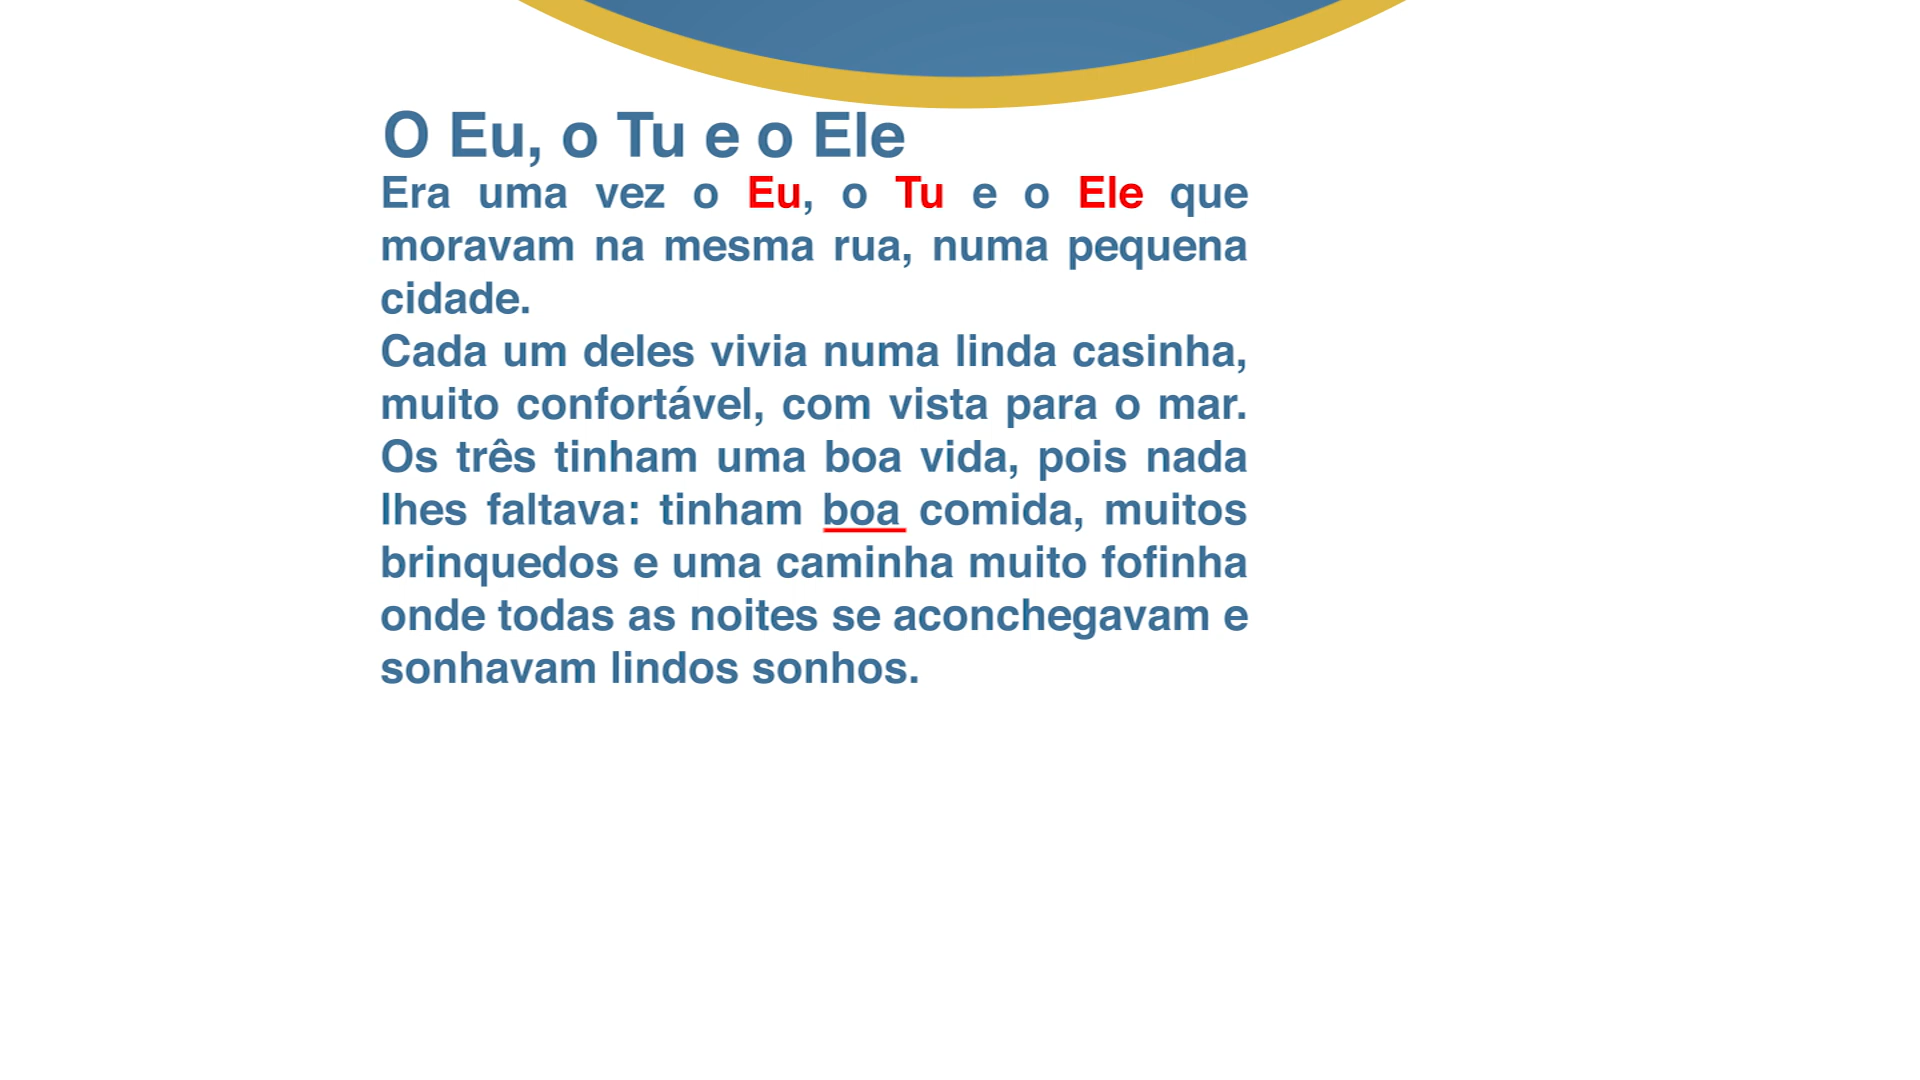 O Eu, o Tu e o Ele
Era uma vez o Eu, o Tu e o Ele que
moravam na mesma rua, numa pequena
cidade.
Cada um deles vivia numa linda casinha,
muito confortável, com vista para o mar.
Os três tinham uma boa vida, pois nada
lhes faltava: tinham boa comida, muitos
brinquedos e uma caminha muito fofinha
onde todas as noites se aconchegavam e
sonhavam lindos sonhos.